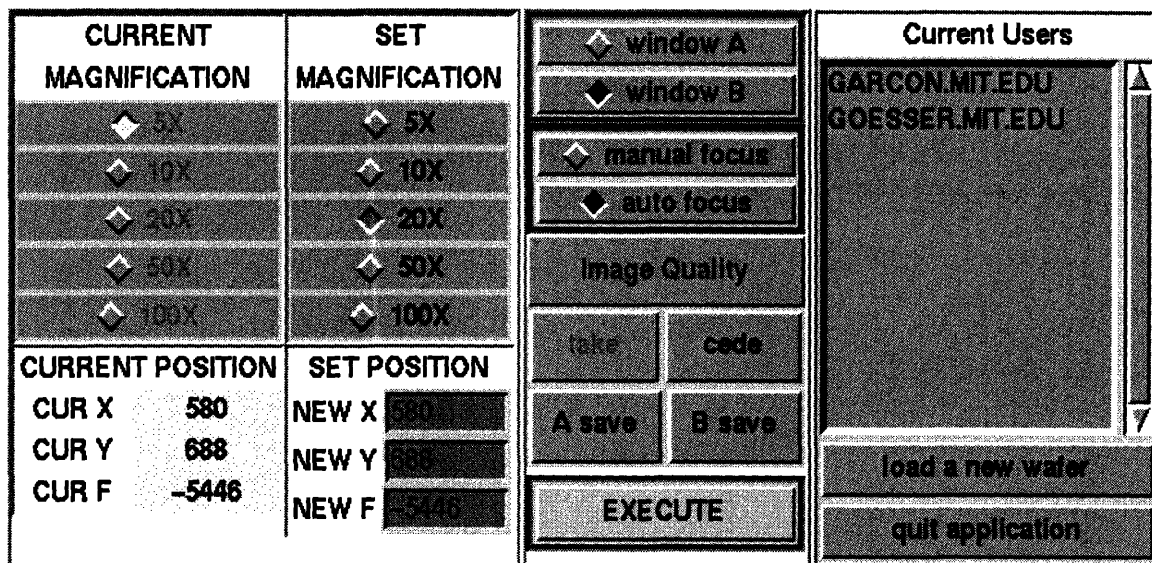 CURRENT
MAGNIFICATION
5X
10X
20X
50X
100X
SET
MAGNIFICATION
5X
10X
20X
50X
100X
CURRENT POSITION
CUR X 580
CUR Y 688
CUR F -5446
SET POSITION
NEW X 580
NEW Y 688
NEW F -5446
window A
window B
manual focus
auto focus
Image Quality
take cede
A save B save
EXECUTE
Current Users
GARCON.MIT.EDU
GOESSER.MIT.EDU
load a new wafer
quit application